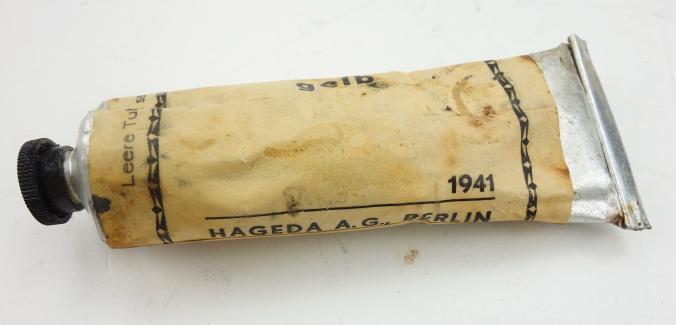 gelb
1941
HAGEDA A.G., BERLIN
Leere Tu